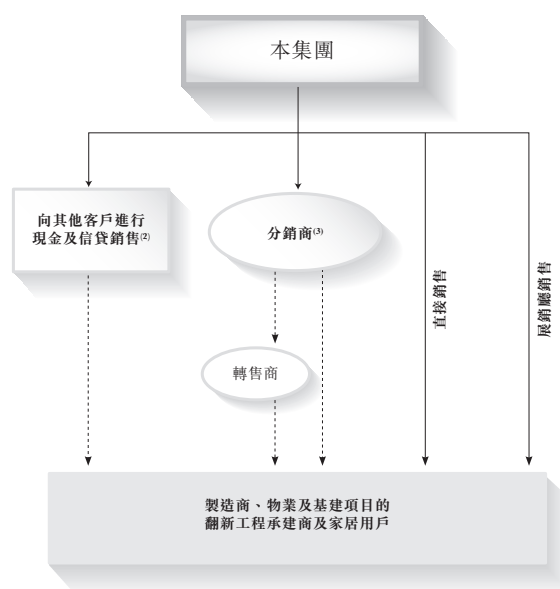 本集團
向其他客戶進行
現金及信貸銷售(2)
分銷商(3)
直接銷售
展銷廳銷售
轉售商
製造商、物業及基建項目的
翻新工程承建商及家居用戶